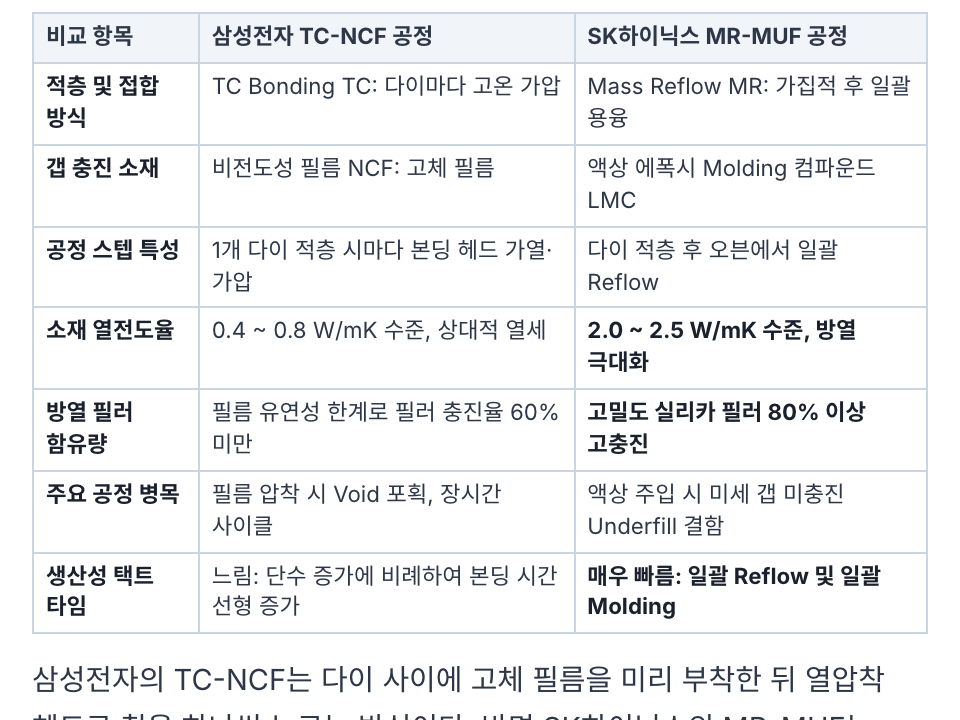 비교 항목 삼성전자 TC-NCF 공정 SK하이닉스 MR-MUF 공정
적층 및 접합 방식 TC Bonding TC: 다이마다 고온 가압 Mass Reflow MR: 가집적 후 일괄 용융
갭 충진 소재 비전도성 필름 NCF: 고체 필름 액상 에폭시 Molding 컴파운드 LMC
공정 스텝 특성 1개 다이 적층 시마다 본딩 헤드 가열·가압 다이 적층 후 오븐에서 일괄 Reflow
소재 열전도율 0.4 ~ 0.8 W/mK 수준, 상대적 열세 2.0 ~ 2.5 W/mK 수준, 방열 극대화
방열 필러 함유량 필름 유연성 한계로 필러 충진율 60% 미만 고밀도 실리카 필러 80% 이상 고충진
주요 공정 병목 필름 압착 시 Void 포획, 장시간 사이클 액상 주입 시 미세 갭 미충진 Underfill 결함
생산성 택트 타임 느림: 단수 증가에 비례하여 본딩 시간 선형 증가 매우 빠름: 일괄 Reflow 및 일괄 Molding
삼성전자의 TC-NCF는 다이 사이에 고체 필름을 미리 부착한 뒤 열압착